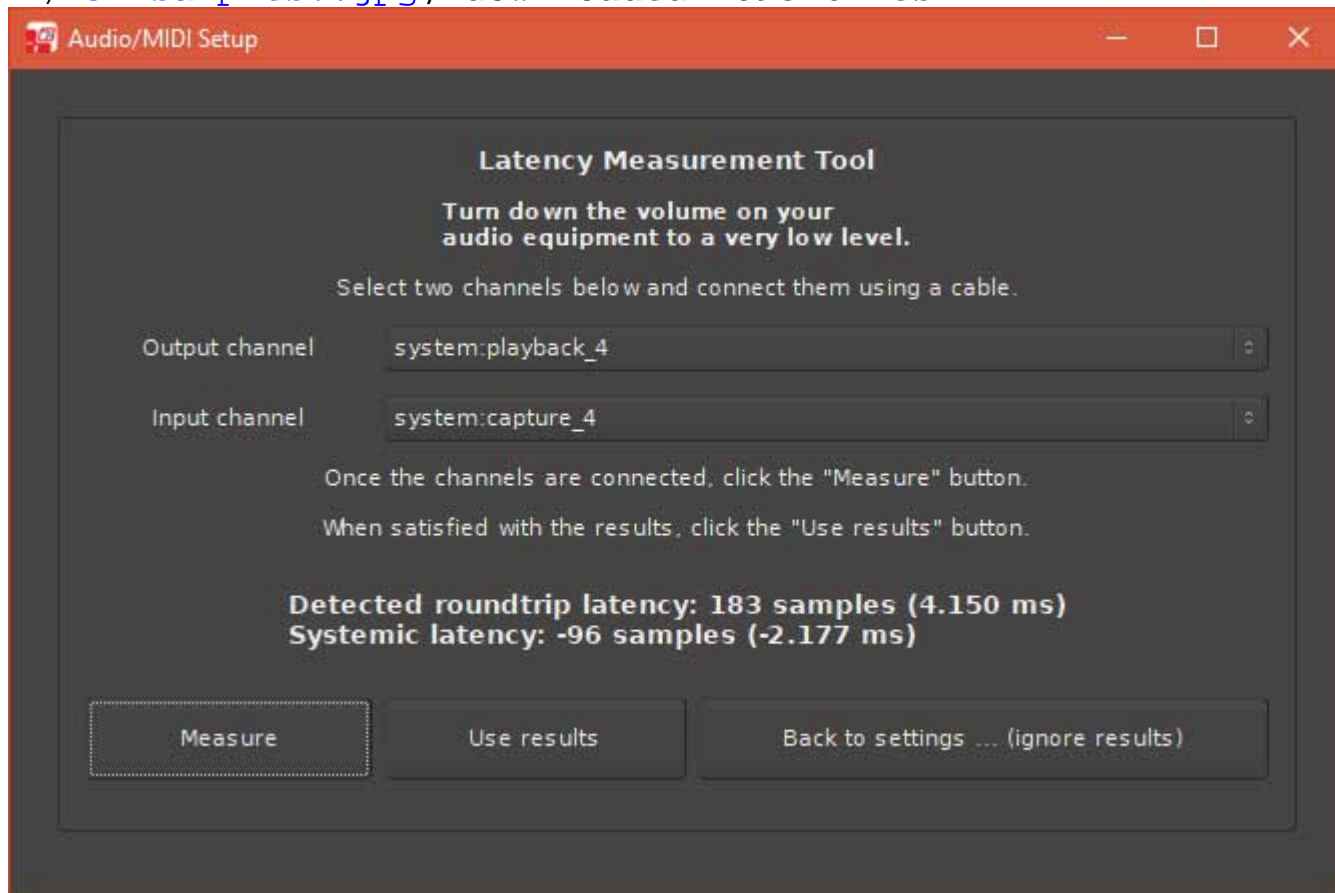 Audio/MIDI Setup
Latency Measurement Tool
Turn down the volume on your
audio equipment to a very low level.
Select two channels below and connect them using a cable.
Output channel system:playback_4
Input channel system:capture_4
Once the channels are connected, click the "Measure" button.
When satisfied with the results, click the "Use results" button.
Detected roundtrip latency: 183 samples (4.150 ms)
Systemic latency: -96 samples (-2.177 ms)
Measure Use results Back to settings ... (ignore results)